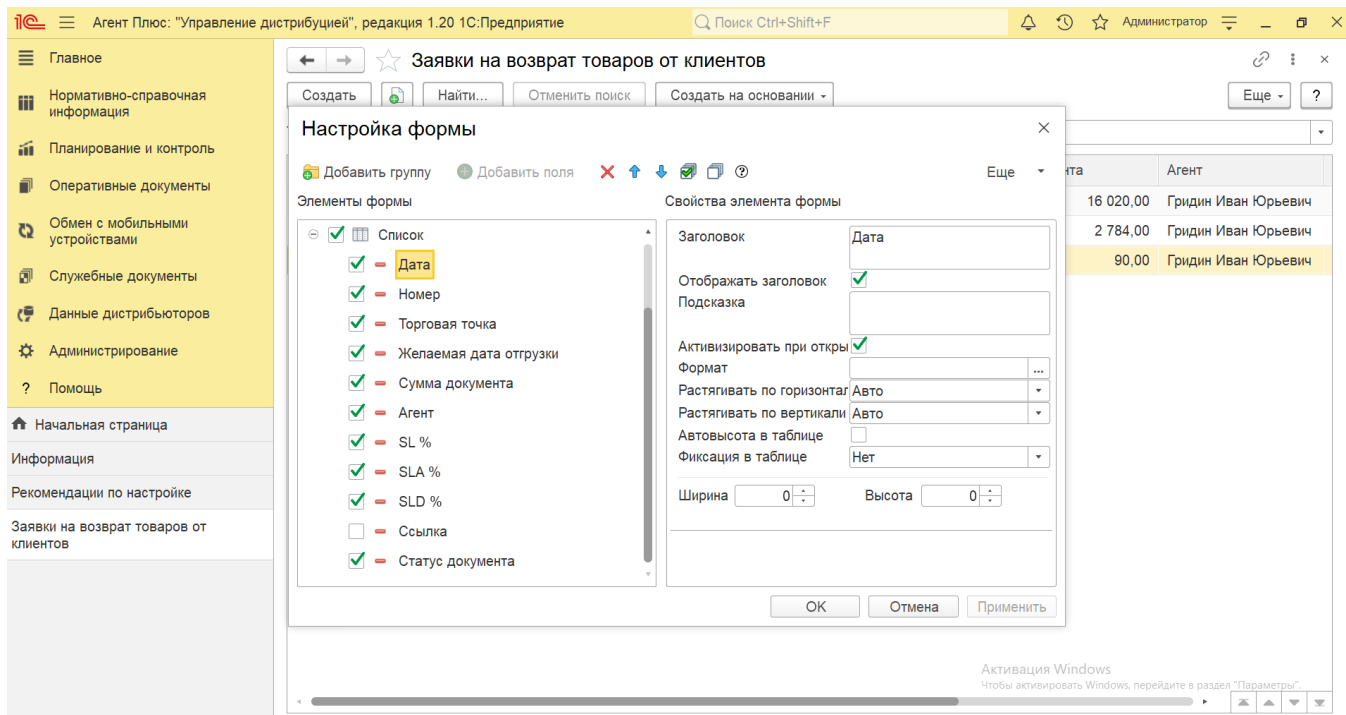 1С Агент Плюс: "Управление дистрибуцией", редакция 1.20 1С:Предприятие
Поиск Ctrl+Shift+F
Администратор
Главное
Нормативно-справочная
информация
Планирование и контроль
Оперативные документы
Обмен с мобильными
устройствами
Служебные документы
Данные дистрибьюторов
Администрирование
? Помощь
Начальная страница
Информация
Рекомендации по настройке
Заявки на возврат товаров от
клиентов
Заявки на возврат товаров от клиентов
Создать Найти... Отменить поиск Создать на основании Еще ?
нта Агент
16 020,00 Гридин Иван Юрьевич
2 784,00 Гридин Иван Юрьевич
90,00 Гридин Иван Юрьевич
Настройка формы
Добавить группу Добавить поля ? Еще
Элементы формы
Список
Дата
Номер
Торговая точка
Желаемая дата отгрузки
Сумма документа
Агент
SL %
SLA %
SLD %
Ссылка
Статус документа
Свойства элемента формы
Заголовок Дата
Отображать заголовок
Подсказка
Активизировать при откры
Формат ...
Растягивать по горизонтал Авто
Растягивать по вертикали Авто
Автовысота в таблице
Фиксация в таблице Нет
Ширина 0 Высота 0
OK Отмена Применить
Активация Windows
Чтобы активировать Windows, перейдите в раздел "Параметры".